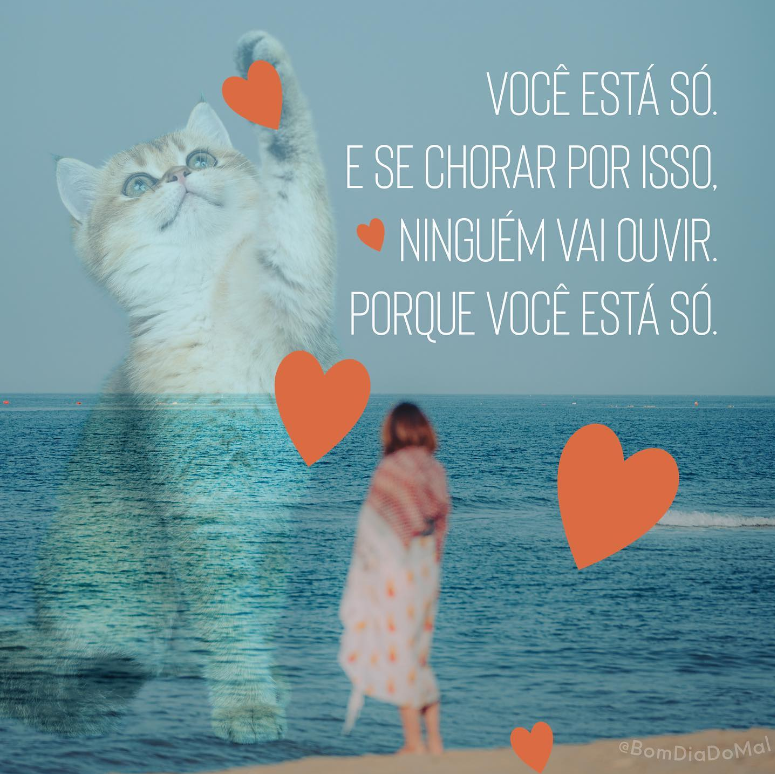 VOCÊ ESTÁ SÓ.
E SE CHORAR POR ISSO,
NINGUÉM VAI OUVIR.
PORQUE VOCÊ ESTÁ SÓ.
@BomDiaDoMal